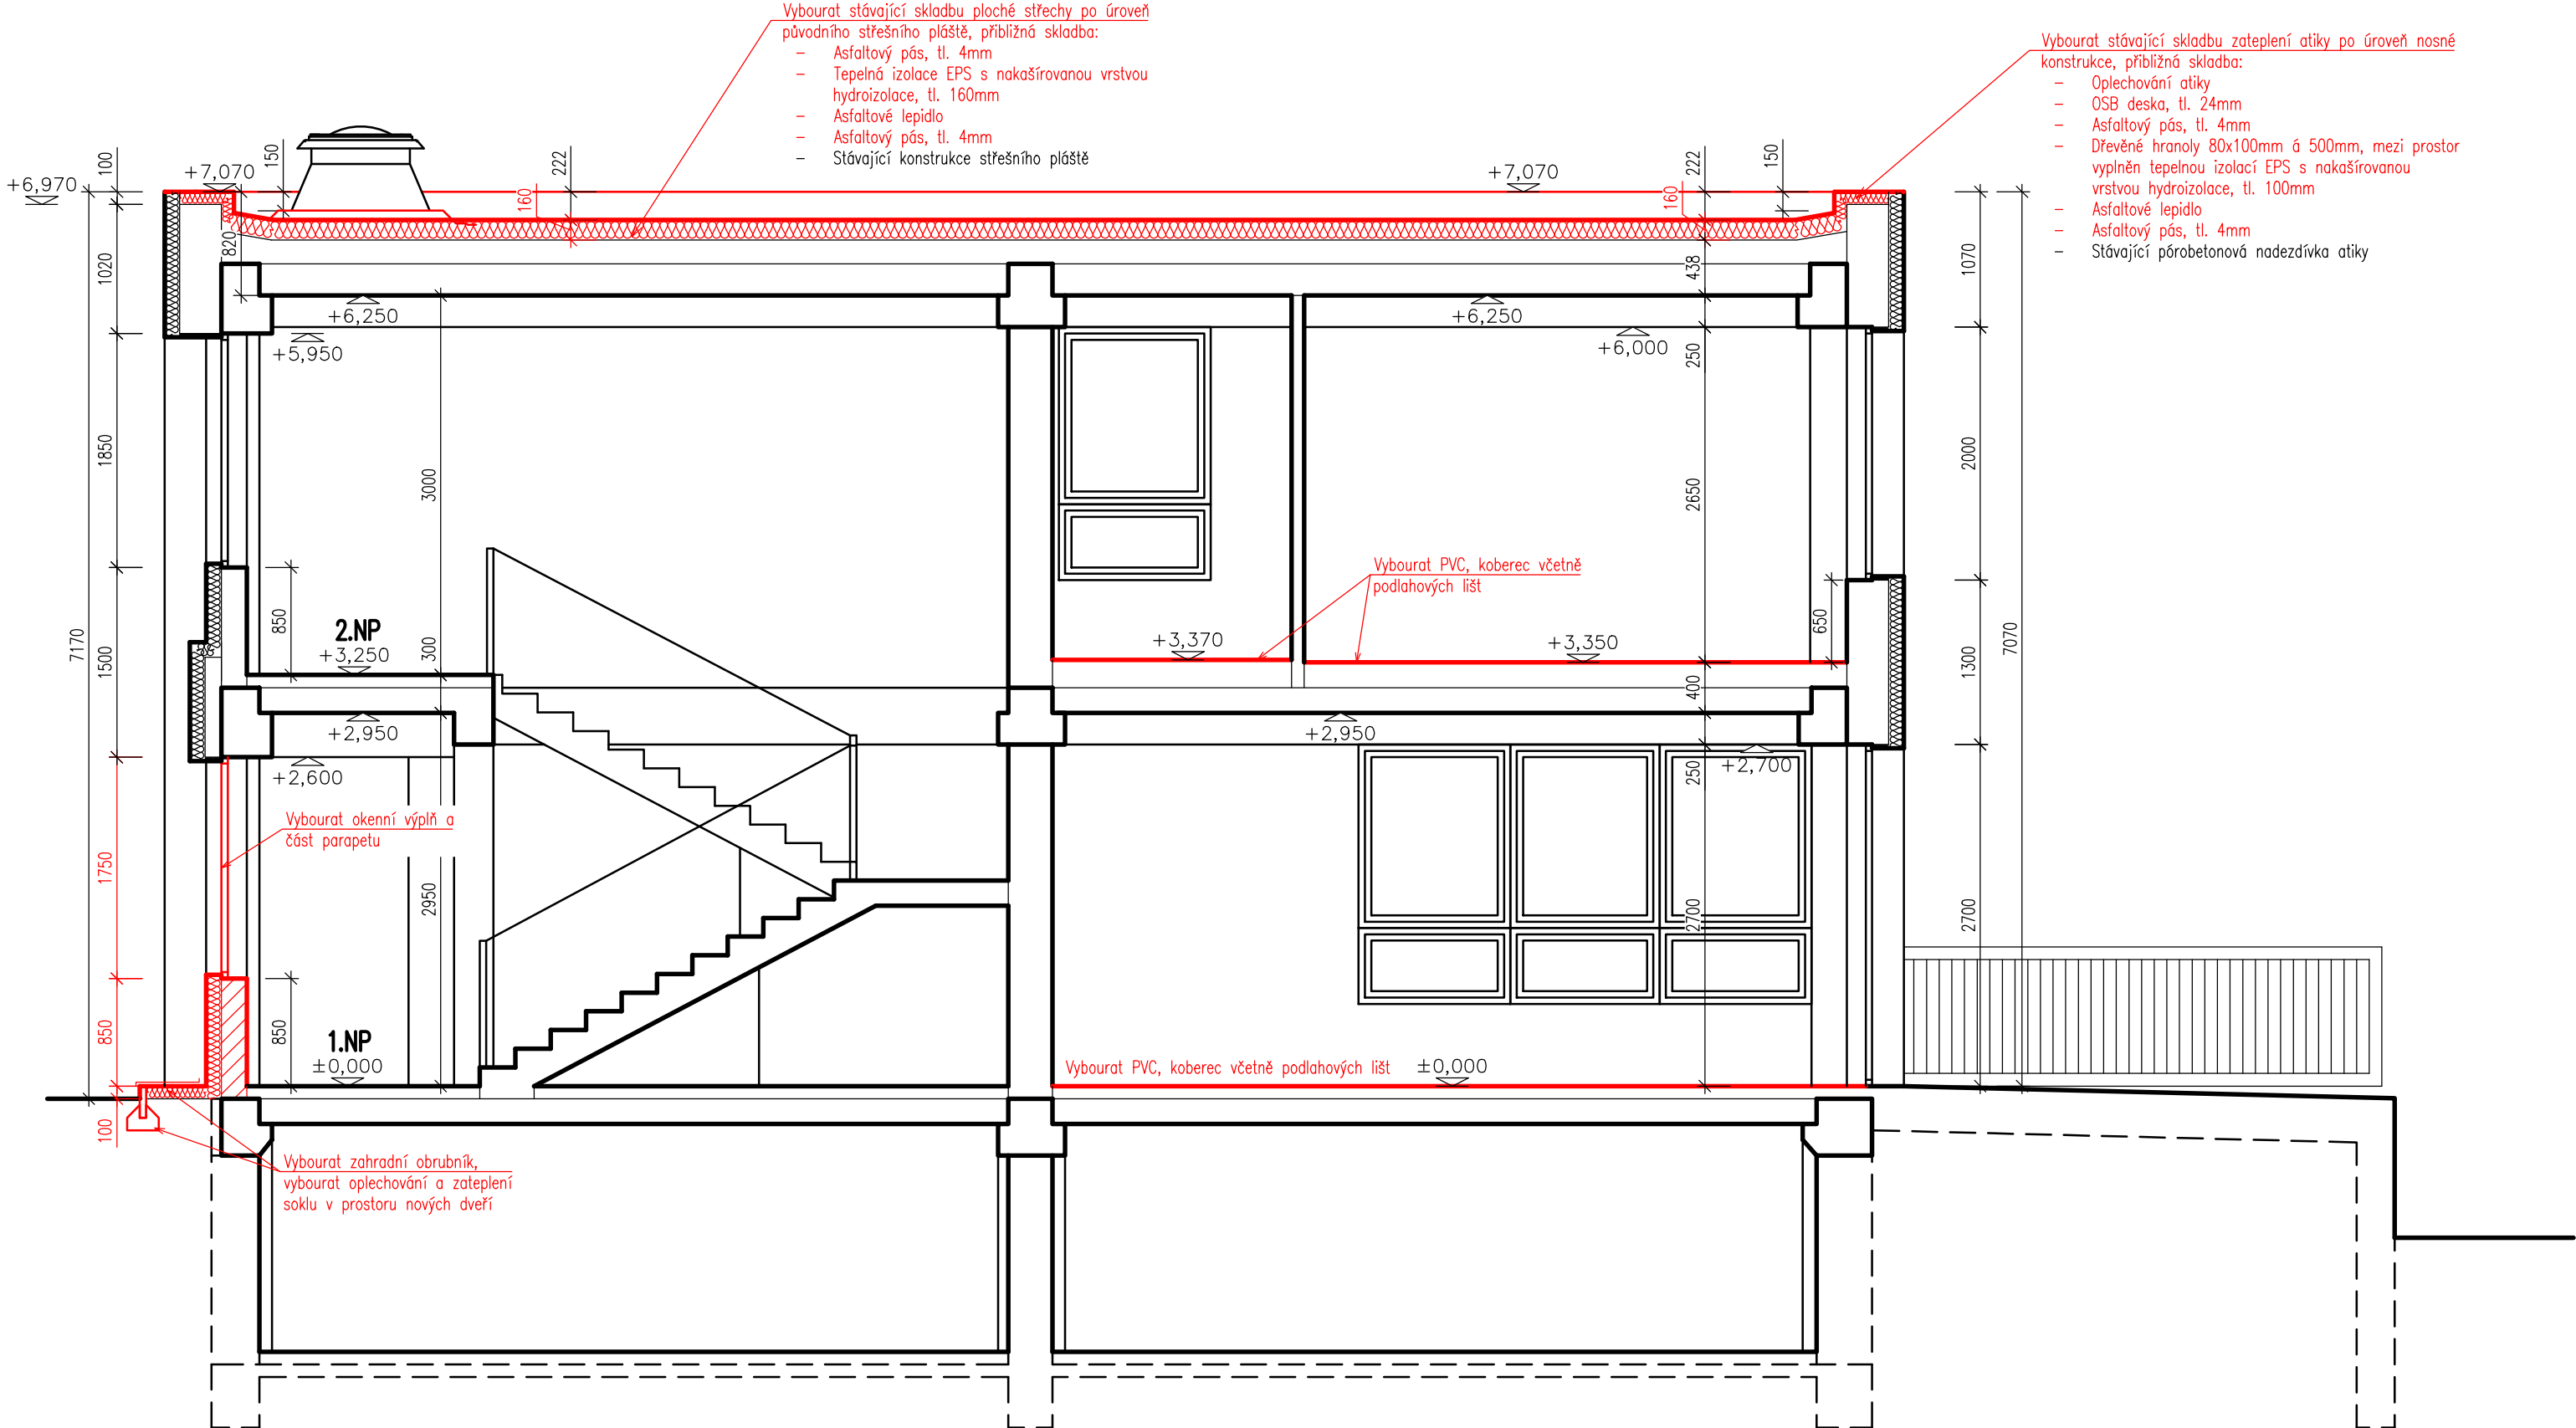 Vybourat stávající skladbu ploché střechy po úroveň
původního střešního pláště, přibližná skladba:
- Asfaltový pás, tl. 4mm
- Tepelná izolace EPS s nakašírovanou vrstvou
hydroizolace, tl. 160mm
- Asfaltové lepidlo
- Asfaltový pás, tl. 4mm
- Stávající konstrukce střešního pláště
Vybourat stávající skladbu zateplení atiky po úroveň nosné
konstrukce, přibližná skladba:
- Oplechování atiky
- OSB deska, tl. 24mm
- Asfaltový pás, tl. 4mm
- Dřevěné hranoly 80x100mm á 500mm, mezi prostor
vyplněn tepelnou izolací EPS s nakašírovanou
vrstvou hydroizolace, tl. 100mm
- Asfaltové lepidlo
- Asfaltový pás, tl. 4mm
- Stávající pórobetonová nadezdívka atiky
+6,970
100
+7,070
150
160
222
+7,070
160
222
150
820
1020
438
1070
+6,250
+6,250
+5,950
+6,000
250
1850
3000
2650
2000
Vybourat PVC, koberec včetně
podlahových lišt
850
650
2.NP
+3,250
+3,370
+3,350
7170
1500
300
1300
7070
400
+2,950
+2,950
+2,600
250
+2,700
Vybourat okenní výplň a
část parapetu
1750
2950
2700
2700
850
850
1.NP
±0,000
Vybourat PVC, koberec včetně podlahových lišt
±0,000
100
Vybourat zahradní obrubník,
vybourat oplechování a zateplení
soklu v prostoru nových dveří